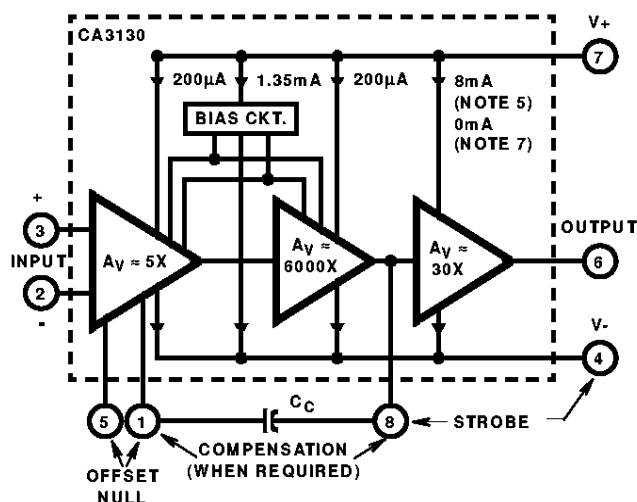 CA3130
V+
7
200µA
1.35mA
200µA
8mA
(NOTE 5)
0mA
(NOTE 7)
BIAS CKT.
+
3
INPUT
2
-
AV ≈ 5X
AV ≈
6000X
AV ≈
30X
OUTPUT
6
V-
4
5
1
CC
8
STROBE
OFFSET
NULL
COMPENSATION
(WHEN REQUIRED)